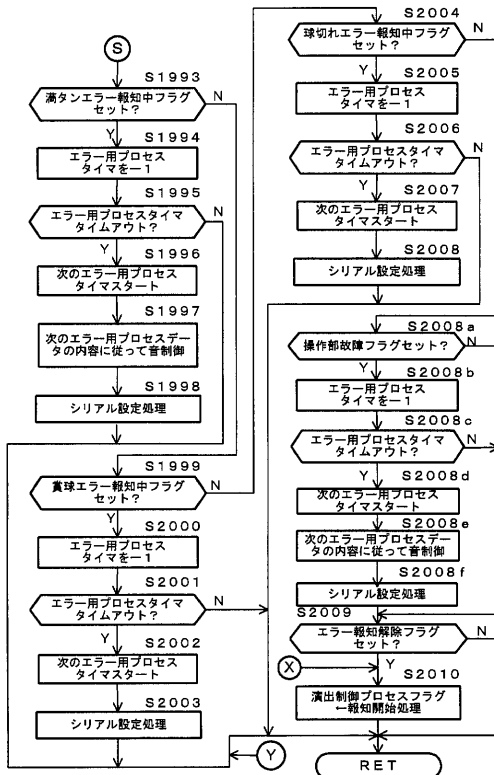 S
S1993
満タンエラー報知中フラグ
セット？
N
Y
S1994
エラー用プロセス
タイマを－1
S1995
エラー用プロセスタイマ
タイムアウト？
N
Y
S1996
次のエラー用プロセス
タイマスタート
S1997
次のエラー用プロセスデー
タの内容に従って音制御
S1998
シリアル設定処理
S1999
賞球エラー報知中フラグ
セット？
N
Y
S2000
エラー用プロセス
タイマを－1
S2001
エラー用プロセスタイマ
タイムアウト？
N
Y
S2002
次のエラー用プロセス
タイマスタート
S2003
シリアル設定処理
S2004
球切れエラー報知中フラグ
セット？
N
Y
S2005
エラー用プロセス
タイマを－1
S2006
エラー用プロセスタイマ
タイムアウト？
N
Y
S2007
次のエラー用プロセス
タイマスタート
S2008
シリアル設定処理
S2008a
操作部故障フラグセット？
N
Y
S2008b
エラー用プロセス
タイマを－1
S2008c
エラー用プロセスタイマ
タイムアウト？
N
Y
S2008d
次のエラー用プロセス
タイマスタート
S2008e
次のエラー用プロセスデー
タの内容に従って音制御
S2008f
シリアル設定処理
S2009
エラー報知解除フラグ
セット？
N
X
Y
S2010
演出制御プロセスフラグ
←報知開始処理
Y
RET